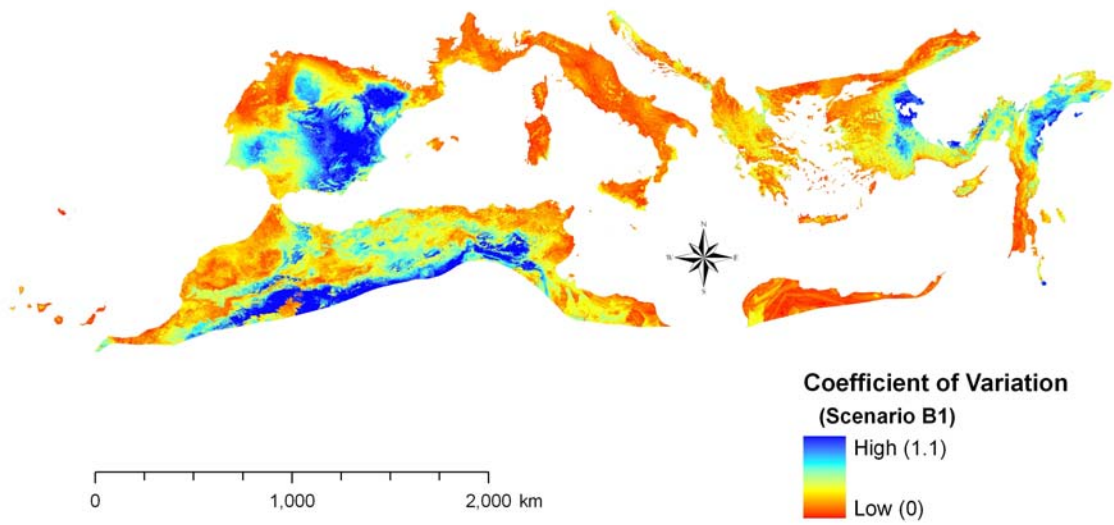 N
W E
S
Coefficient of Variation
(Scenario B1)
High (1.1)
Low (0)
0 1,000 2,000 km